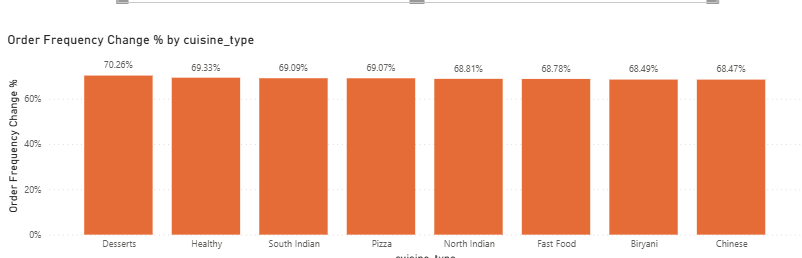 Order Frequency Change % by cuisine_type
70.26%
69.33%
69.09%
69.07%
68.81%
68.78%
68.49%
68.47%
Order Frequency Change %
60%
40%
20%
0%
Desserts
Healthy
South Indian
Pizza
North Indian
Fast Food
Biryani
Chinese
cuisine_type